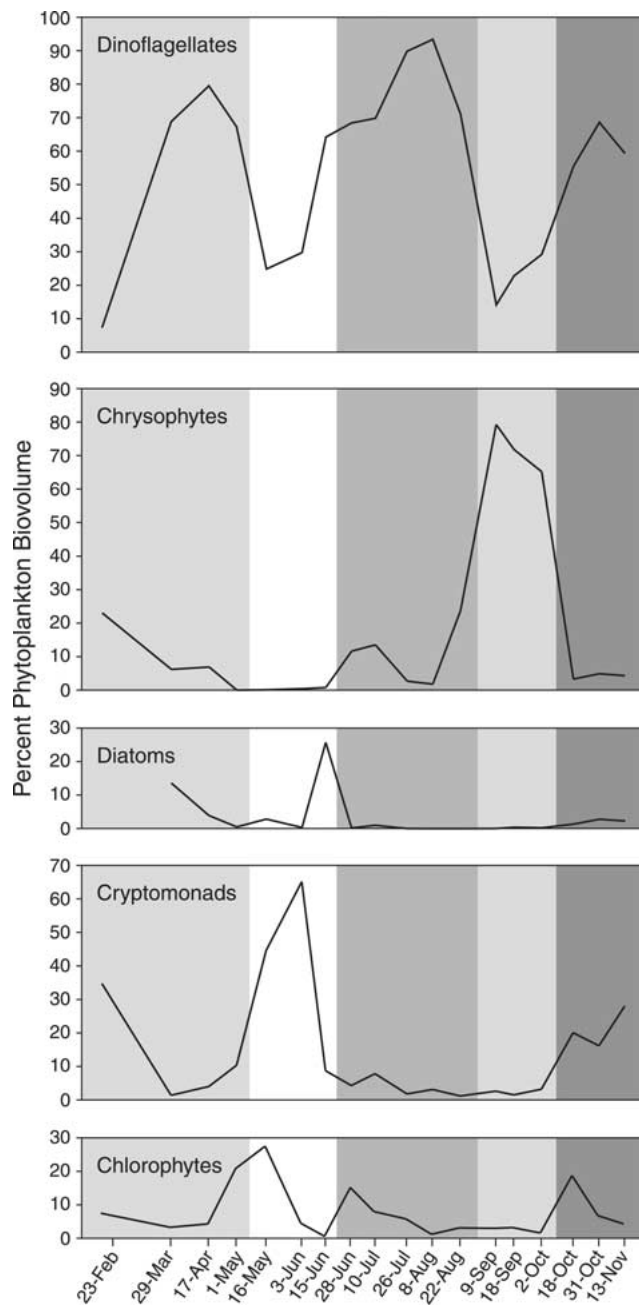 Percent Phytoplankton Biovolume
100
Dinoflagellates
90
80
70
60
50
40
30
20
10
0
90
Chrysophytes
80
70
60
50
40
30
20
10
0
30
Diatoms
20
10
0
70
Cryptomonads
60
50
40
30
20
10
0
30
Chlorophytes
20
10
0
23-Feb
29-Mar
17-Apr
1-May
16-May
3-Jun
15-Jun
28-Jun
10-Jul
26-Jul
8-Aug
22-Aug
9-Sep
18-Sep
2-Oct
18-Oct
31-Oct
13-Nov